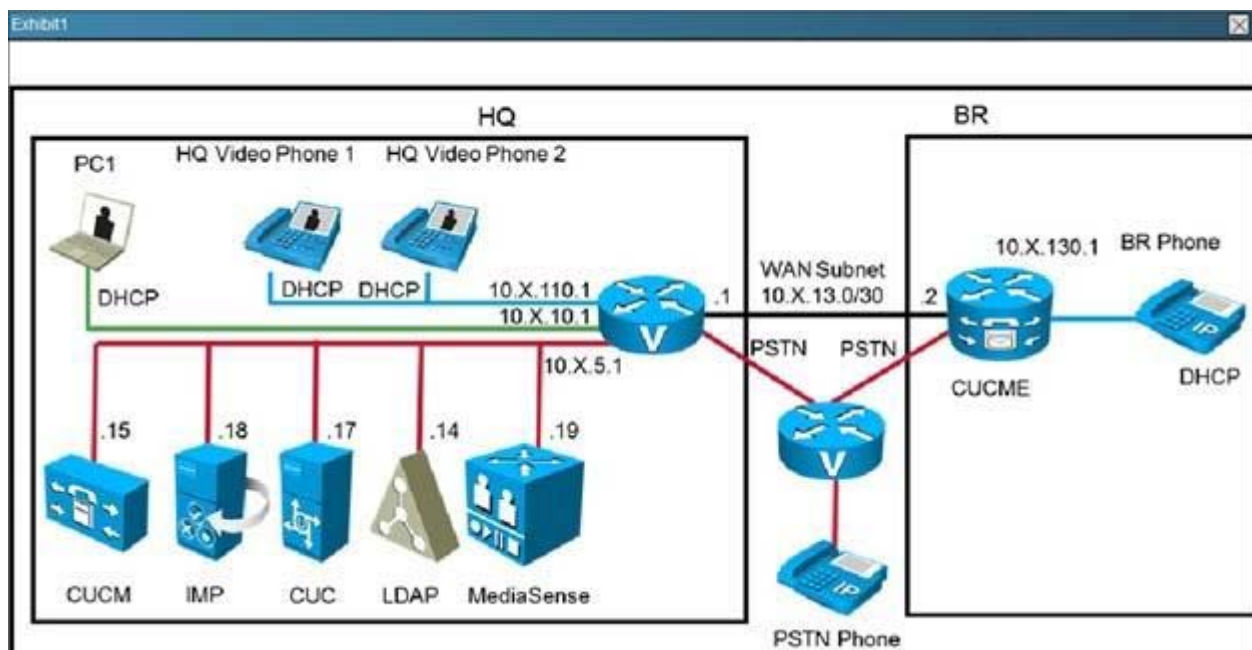 Exhibit1
HQ
BR
PC1
HQ Video Phone 1
HQ Video Phone 2
DHCP
DHCP
DHCP
10.X.110.1
10.X.10.1
10.X.5.1
.1
WAN Subnet
10.X.13.0/30
.2
10.X.130.1
BR Phone
V
PSTN
PSTN
CUCME
IP
DHCP
.15
.18
.17
.14
.19
V
CUCM
IMP
CUC
LDAP
MediaSense
IP
PSTN Phone